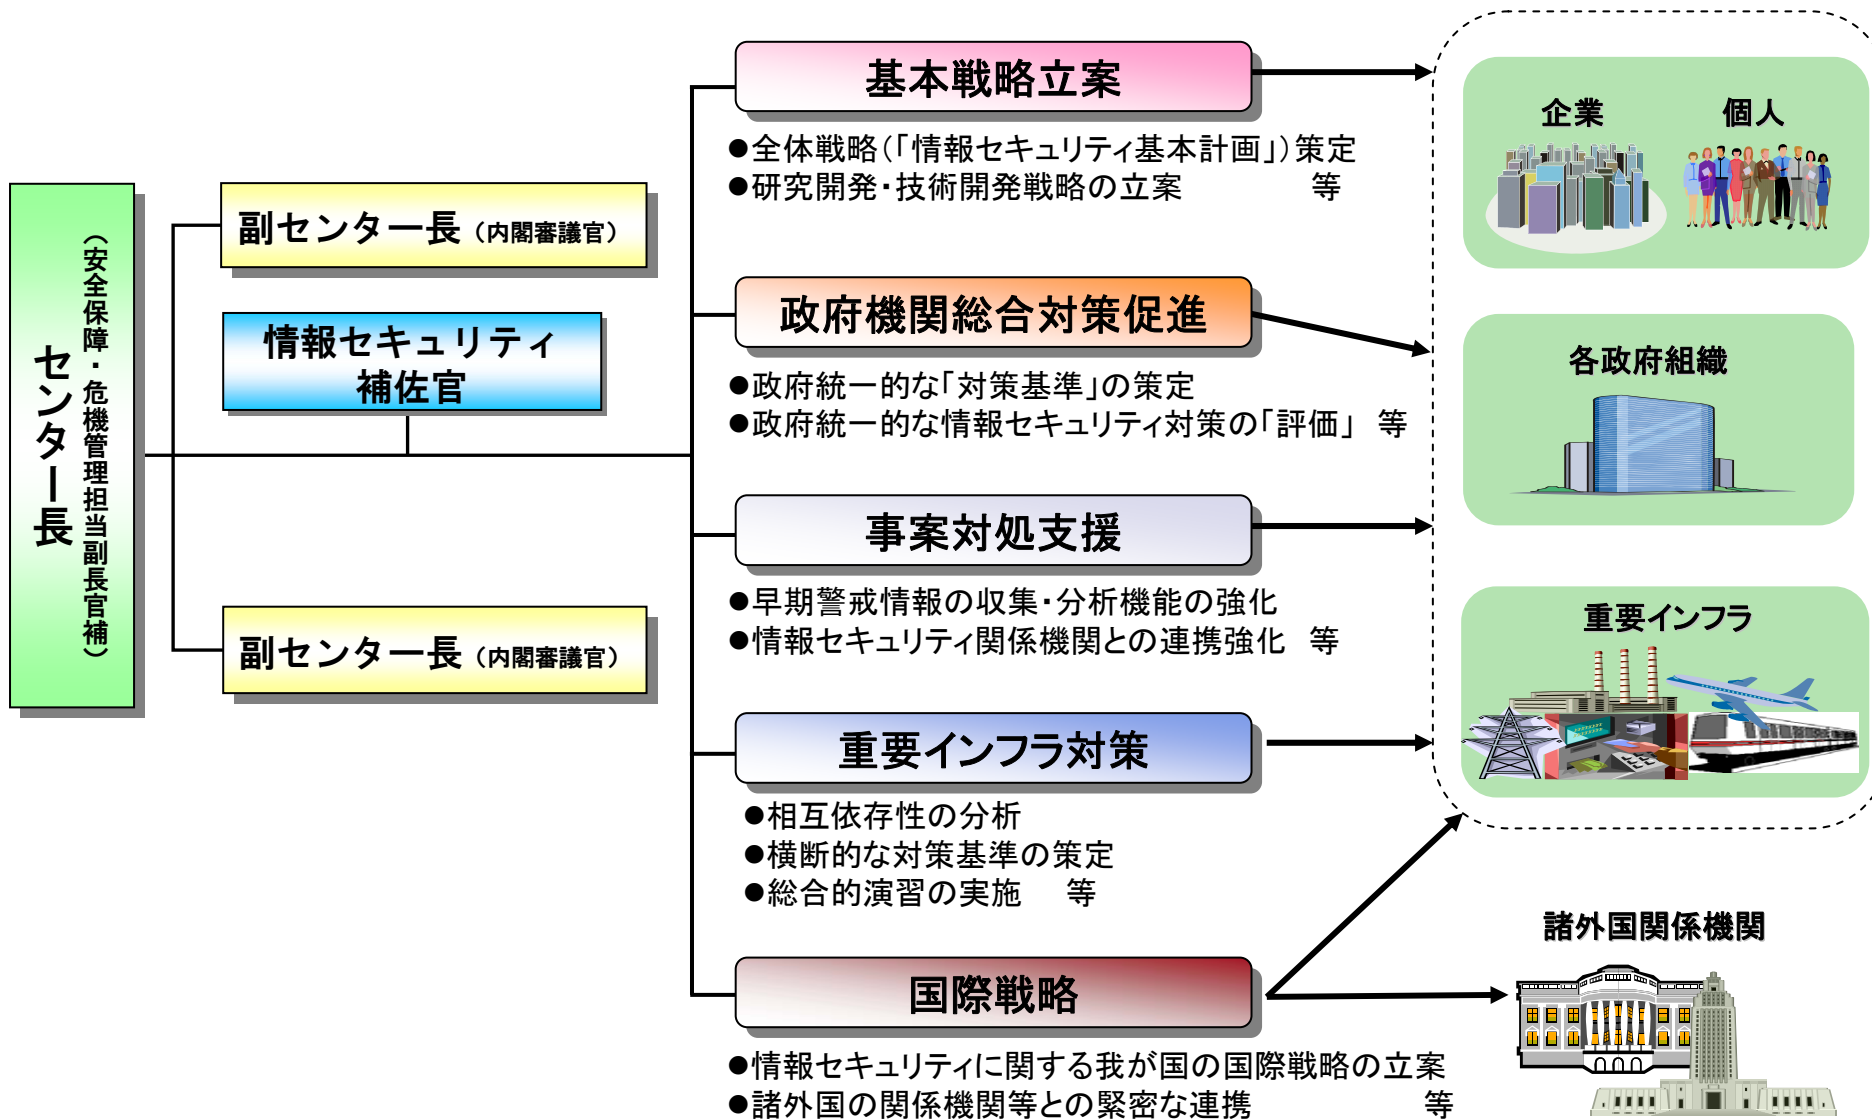 センター長
（安全保障・危機管理担当副長官補）
副センター長（内閣審議官）
情報セキュリティ
補佐官
副センター長（内閣審議官）
基本戦略立案
●全体戦略（「情報セキュリティ基本計画」）策定
●研究開発・技術開発戦略の立案 等
政府機関総合対策促進
●政府統一的な「対策基準」の策定
●政府統一的な情報セキュリティ対策の「評価」 等
事案対処支援
●早期警戒情報の収集・分析機能の強化
●情報セキュリティ関係機関との連携強化 等
重要インフラ対策
●相互依存性の分析
●横断的な対策基準の策定
●総合的演習の実施 等
国際戦略
●情報セキュリティに関する我が国の国際戦略の立案
●諸外国の関係機関等との緊密な連携 等
企業 個人
各政府組織
重要インフラ
諸外国関係機関